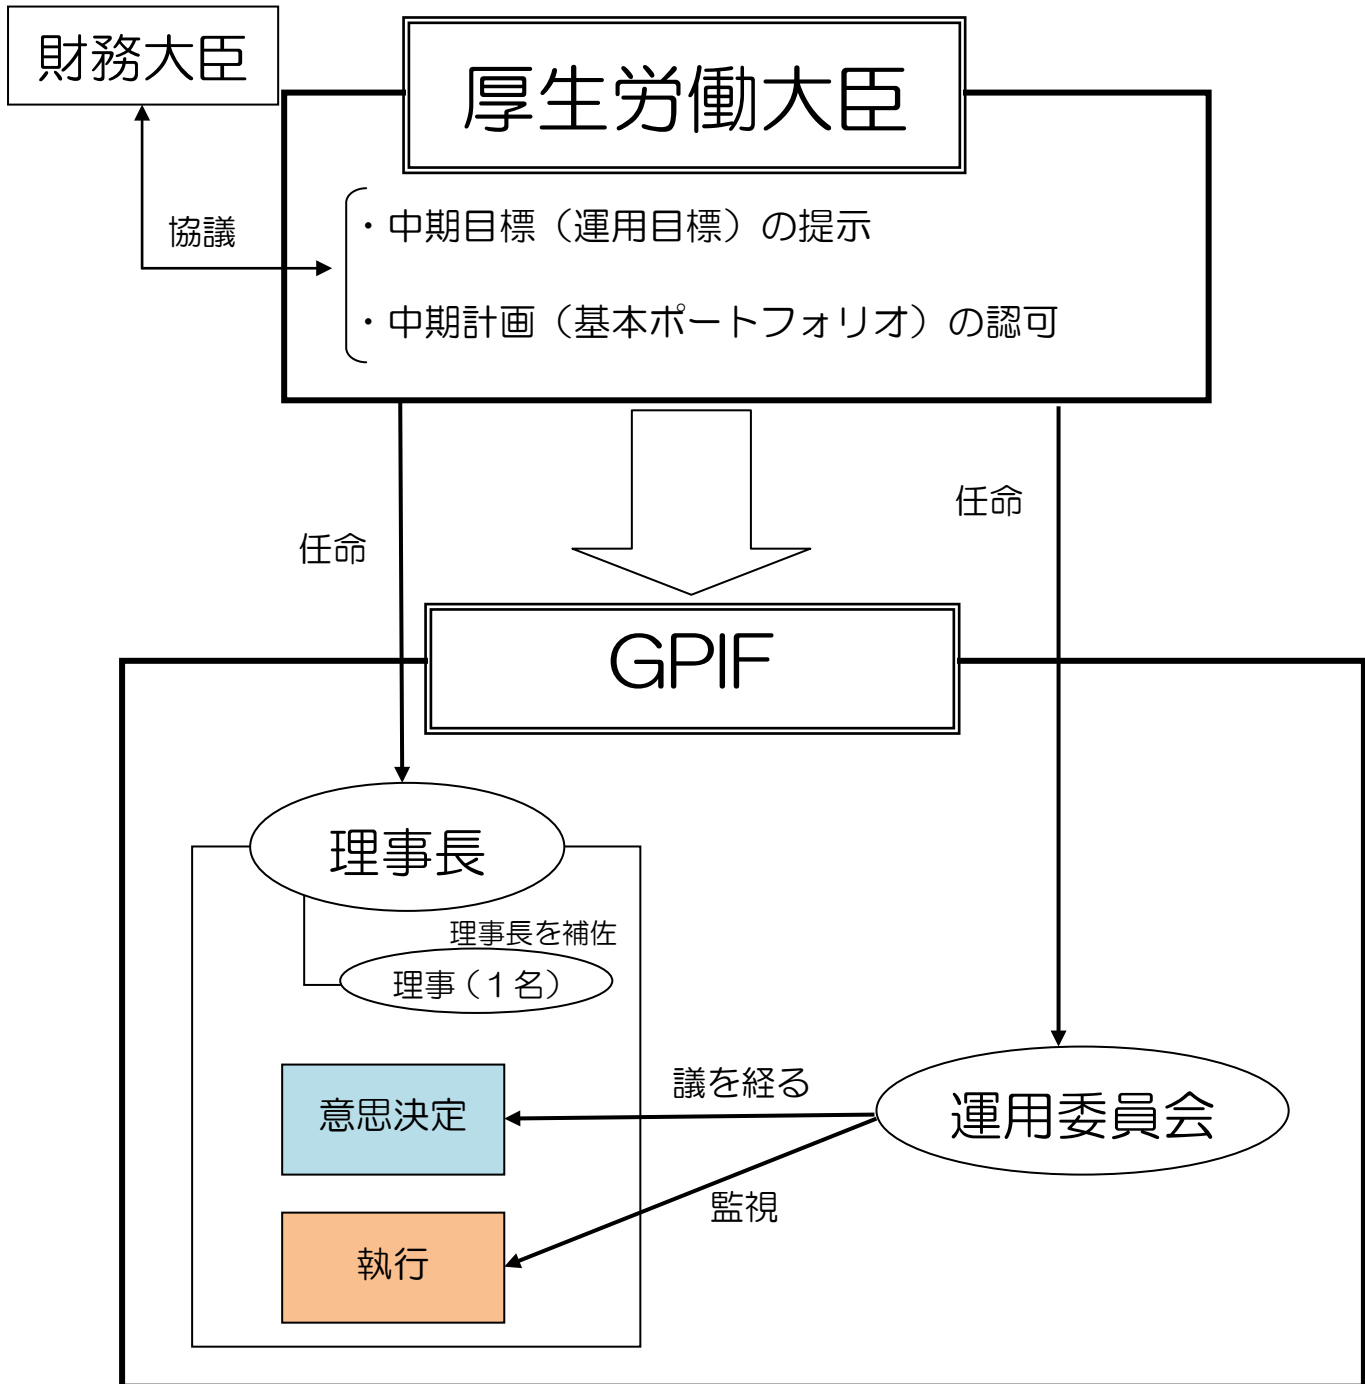 財務大臣
厚生労働大臣
協議
・中期目標（運用目標）の提示
・中期計画（基本ポートフォリオ）の認可
任命
任命
GPIF
理事長
理事長を補佐
理事（１名）
意思決定
議を経る
運用委員会
監視
執行